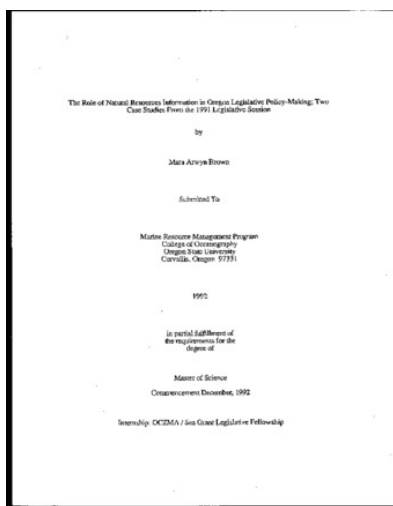 The Role of Natural Resources Information in Oregon Legislative Policy-Making; Two
Case Studies From the 1991 Legislative Session
by
Mara Arwyn Brown
Submitted To
Marine Resource Management Program
College of Oceanography
Oregon State University
Corvallis, Oregon 97331
1992
in partial fulfillment of
the requirements for the
degree of
Master of Science
Commencement December, 1992
Internship: OCZMA / Sea Grant Legislative Fellowship